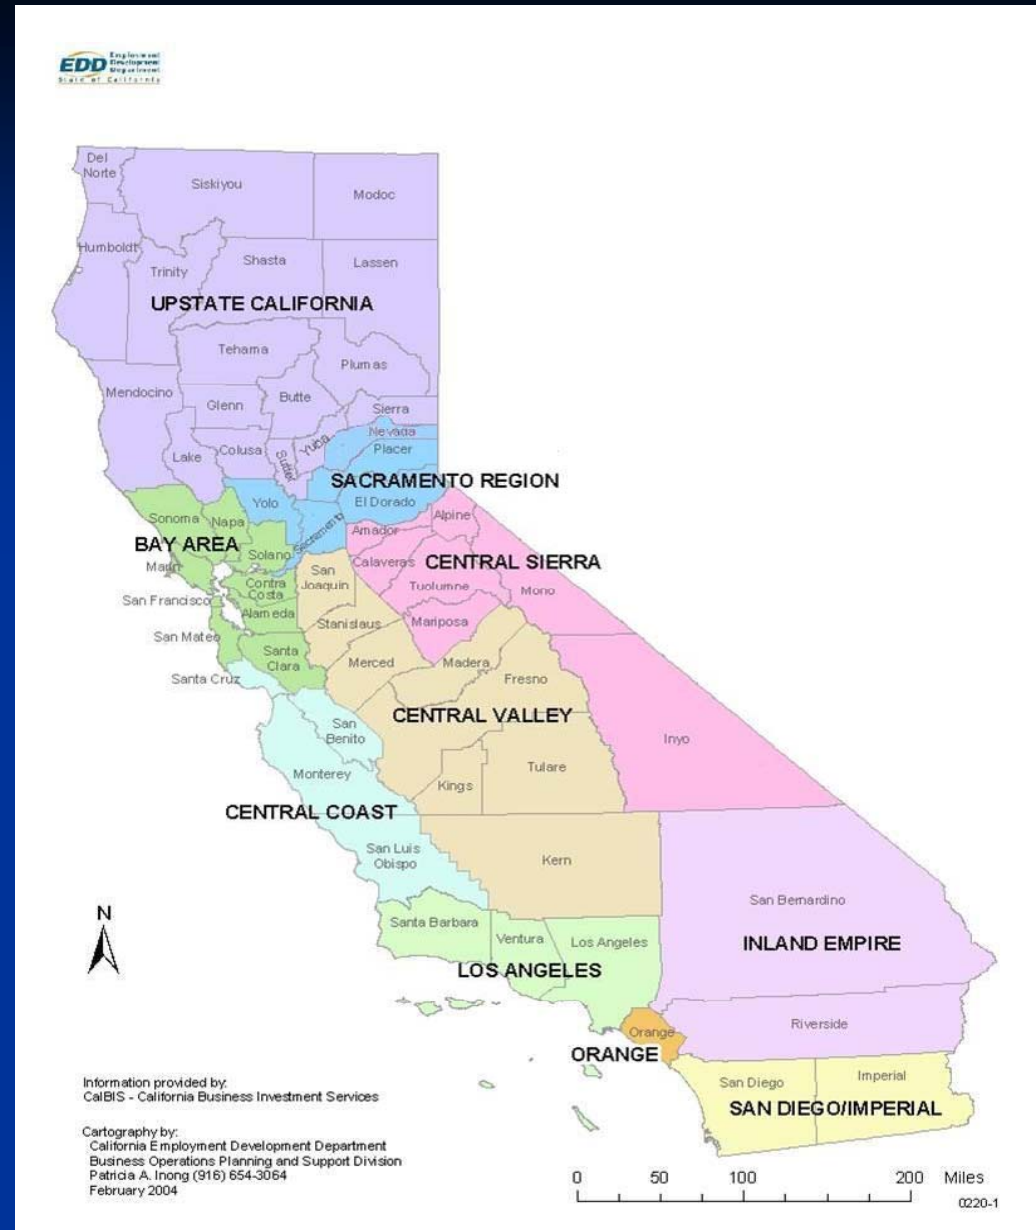 EDD Employment
Development
Department
State of California
Del
Norte
Siskiyou
Modoc
Humboldt
Trinity
Shasta
Lassen
UPSTATE CALIFORNIA
Tehama
Plumas
Mendocino
Glenn
Butte
Sierra
Nevada
Lake
Colusa
Sutter
Yuba
Placer
SACRAMENTO REGION
Yolo
El Dorado
Sonoma
Napa
Sacramento
Alpine
Amador
BAY AREA
Solano
Marin
Calaveras
CENTRAL SIERRA
San
Joaquin
Contra
Costa
Tuolumne
Mono
San Francisco
Alameda
Stanislaus
Mariposa
San Mateo
Santa
Clara
Merced
Madera
Santa Cruz
Fresno
CENTRAL VALLEY
San
Benito
Inyo
Monterey
Kings
Tulare
CENTRAL COAST
San Luis
Obispo
Kern
San Bernardino
N
Santa Barbara
Ventura
Los Angeles
INLAND EMPIRE
LOS ANGELES
Orange
Riverside
ORANGE
San Diego
Imperial
SAN DIEGO/IMPERIAL
Information provided by:
CalBIS - California Business Investment Services
Cartography by:
California Employment Development Department
Business Operations Planning and Support Division
Patricia A. Inong (916) 654-3064
February 2004
0 50 100 200 Miles
0220-1